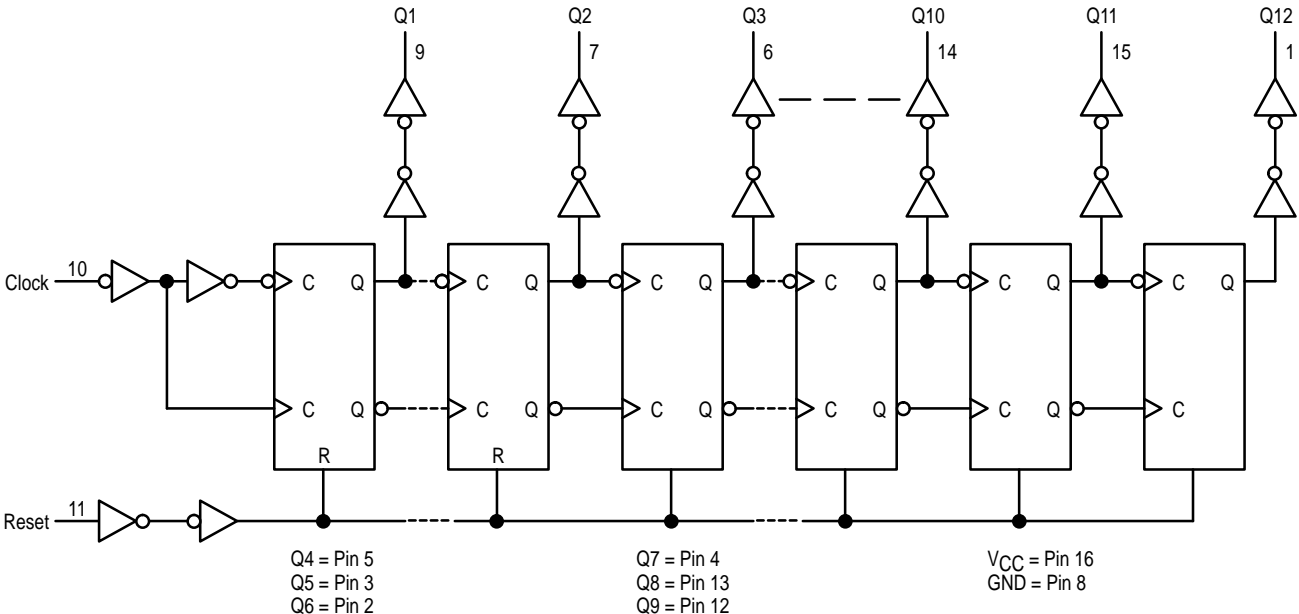 Q1 Q2 Q3 Q10 Q11 Q12
9 7 6 14 15 1
Clock 10 C Q C Q C Q C Q C Q C Q
C Q C Q C Q C Q C Q C
R R
Reset 11
Q4 = Pin 5
Q5 = Pin 3
Q6 = Pin 2
Q7 = Pin 4
Q8 = Pin 13
Q9 = Pin 12
VCC = Pin 16
GND = Pin 8